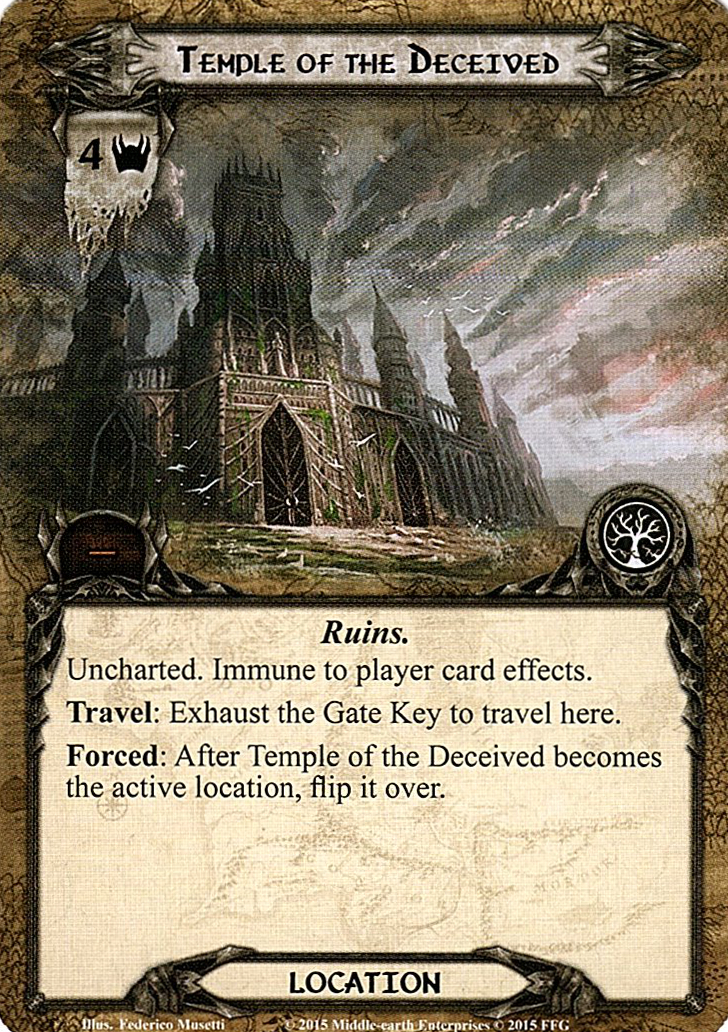 TEMPLE OF THE DECEIVED
4
–
Ruins.
Uncharted. Immune to player card effects.
Travel: Exhaust the Gate Key to travel here.
Forced: After Temple of the Deceived becomes
the active location, flip it over.
MORDOR
LOCATION
Illus. Federico Musetti © 2015 Middle-earth Enterprises © 2015 FFG